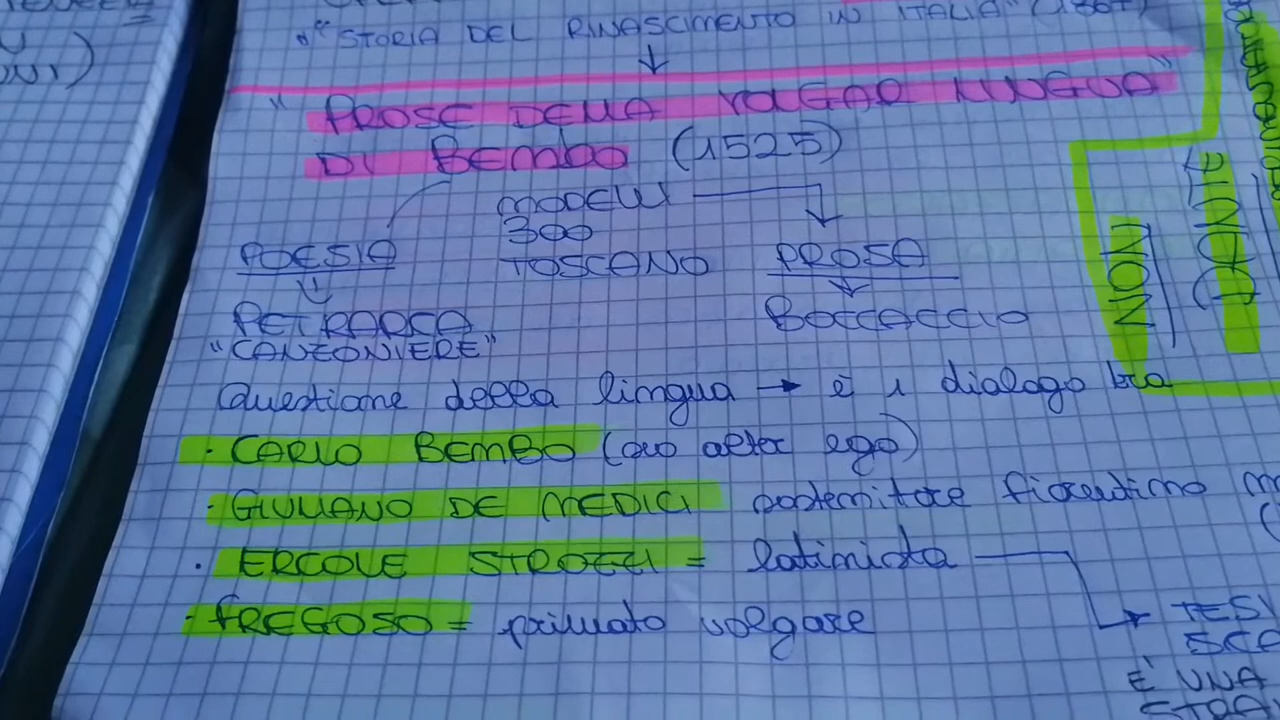 "STORIA DEL RINASCIMENTO IN ITALIA"
"PROSE DELLA VOLGAR LINGUA"
DI BEMBO (1525)
MODELLI
300
TOSCANO
POESIA
PETRARCA
"CANZONIERE"
PROSA
BOCCACCIO
Questione della lingua → è 1 dialogo tra
· CARLO BEMBO (suo alter ego)
· GIULIANO DE MEDICI sostenitore fiorentino
· ERCOLE STROZZI = latinista
· FREGOSO = primato volgare
È UNA
NON